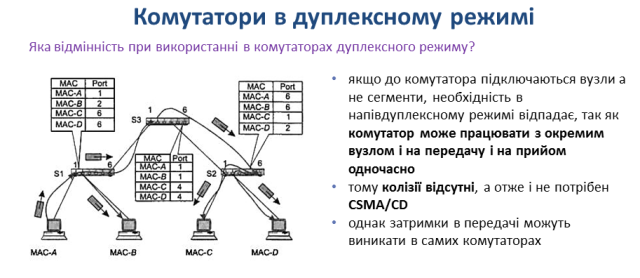 Комутатори в дуплексному режимі
Яка відмінність при використанні в комутаторах дуплексного режиму?
MAC Port
MAC-A 1
MAC-B 2
MAC-C 6
MAC-D 6
1 6
S3
MAC Port
MAC-A 6
MAC-B 6
MAC-C 1
MAC-D 2
MAC Port
MAC-A 1
MAC-B 1
MAC-C 4
MAC-D 4
S1
1 6
S2
1 6
MAC-A MAC-B MAC-C MAC-D
• якщо до комутатора підключаються вузли а
не сегменти, необхідність в
напівдуплексному режимі відпадає, так як
комутатор може працювати з окремим
вузлом і на передачу і на прийом
одночасно
• тому колізії відсутні, а отже і не потрібен
CSMA/CD
• однак затримки в передачі можуть
виникати в самих комутаторах